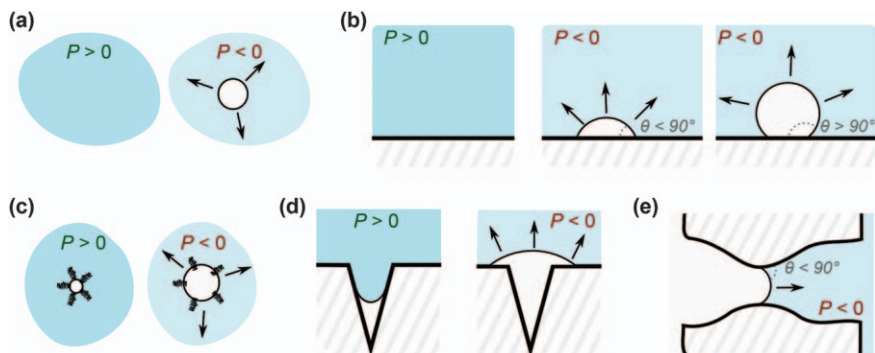 (a)
P > 0
P < 0
(b)
P > 0
P < 0
θ < 90°
P < 0
θ > 90°
(c)
P > 0
P < 0
(d)
P > 0
P < 0
(e)
θ < 90°
P < 0